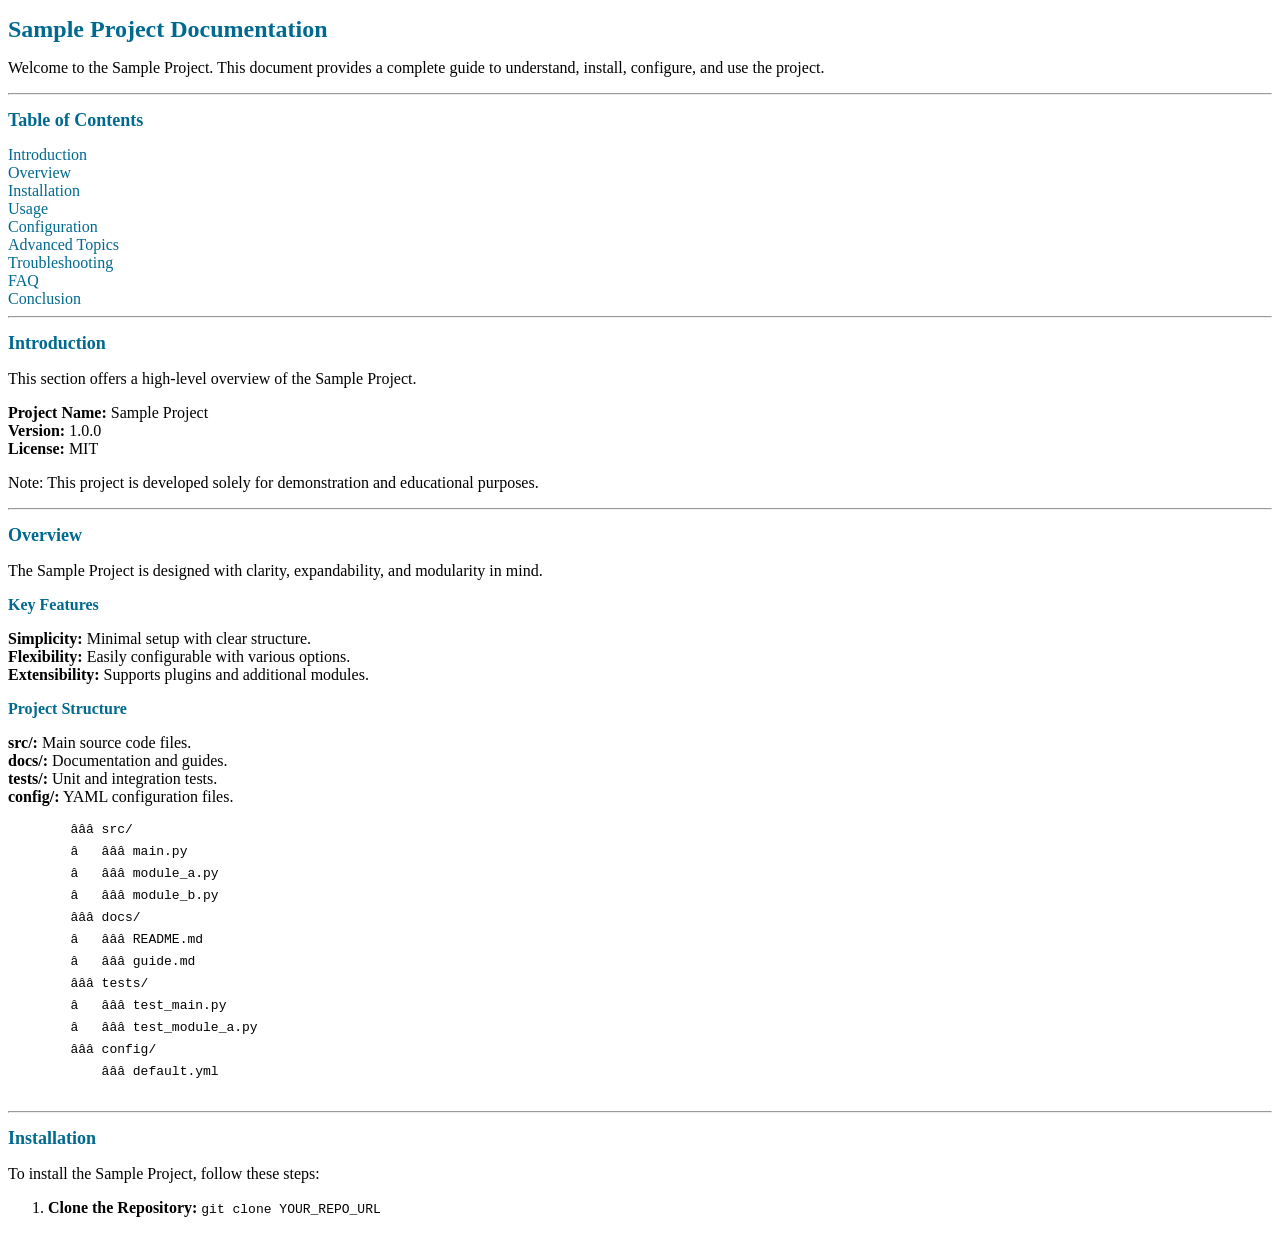 Sample Project Documentation
Welcome to the Sample Project. This document provides a complete guide to understand, install, configure, and use the project.
Table of Contents
Introduction
Overview
Installation
Usage
Configuration
Advanced Topics
Troubleshooting
FAQ
Conclusion
Introduction
This section offers a high-level overview of the Sample Project.
Project Name: Sample Project
Version: 1.0.0
License: MIT
Note: This project is developed solely for demonstration and educational purposes.
Overview
The Sample Project is designed with clarity, expandability, and modularity in mind.
Key Features
Simplicity: Minimal setup with clear structure.
Flexibility: Easily configurable with various options.
Extensibility: Supports plugins and additional modules.
Project Structure
src/: Main source code files.
docs/: Documentation and guides.
tests/: Unit and integration tests.
config/: YAML configuration files.
âââ src/
â   âââ main.py
â   âââ module_a.py
â   âââ module_b.py
âââ docs/
â   âââ README.md
â   âââ guide.md
âââ tests/
â   âââ test_main.py
â   âââ test_module_a.py
âââ config/
    âââ default.yml
Installation
To install the Sample Project, follow these steps:
1. Clone the Repository: git clone YOUR_REPO_URL